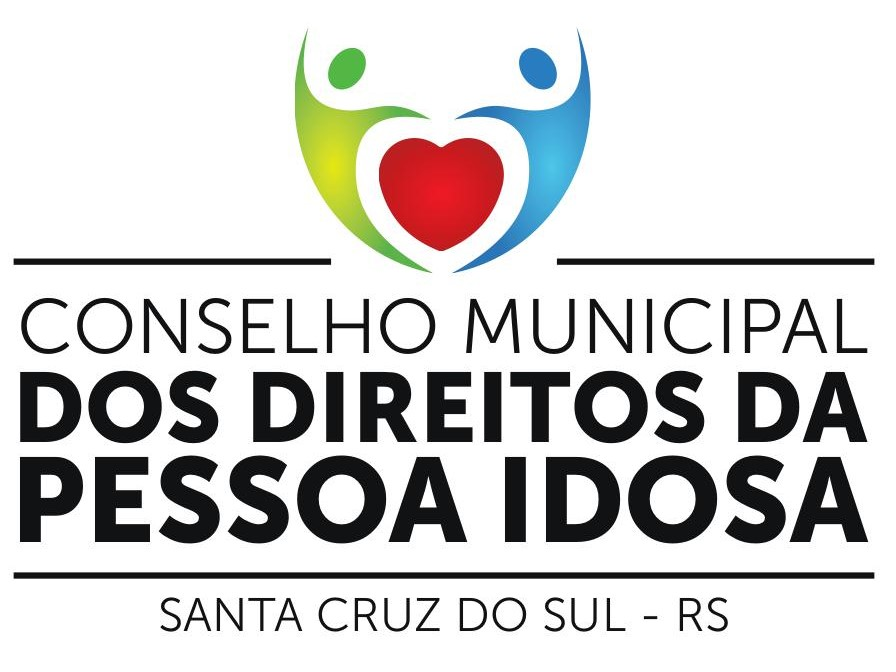 CONSELHO MUNICIPAL
DOS DIREITOS DA
PESSOA IDOSA
SANTA CRUZ DO SUL - RS